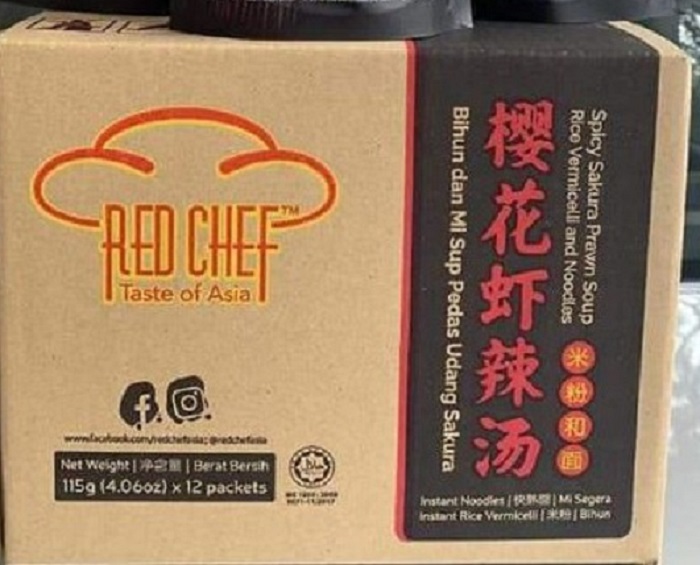 RED CHEF™
Taste of Asia
www.facebook.com/redchefasia; @redchefasia
Net Weight | 净含量 | Berat Bersih
115g (4.06oz) x 12 packets
Spicy Sakura Prawn Soup
Rice Vermicelli and Noodles
樱花虾辣汤
米粉和面
Bihun dan Mi Sup Pedas Udang Sakura
Instant Noodles | 快熟面 | Mi Segera
Instant Rice Vermicelli | 米粉 | Bihun